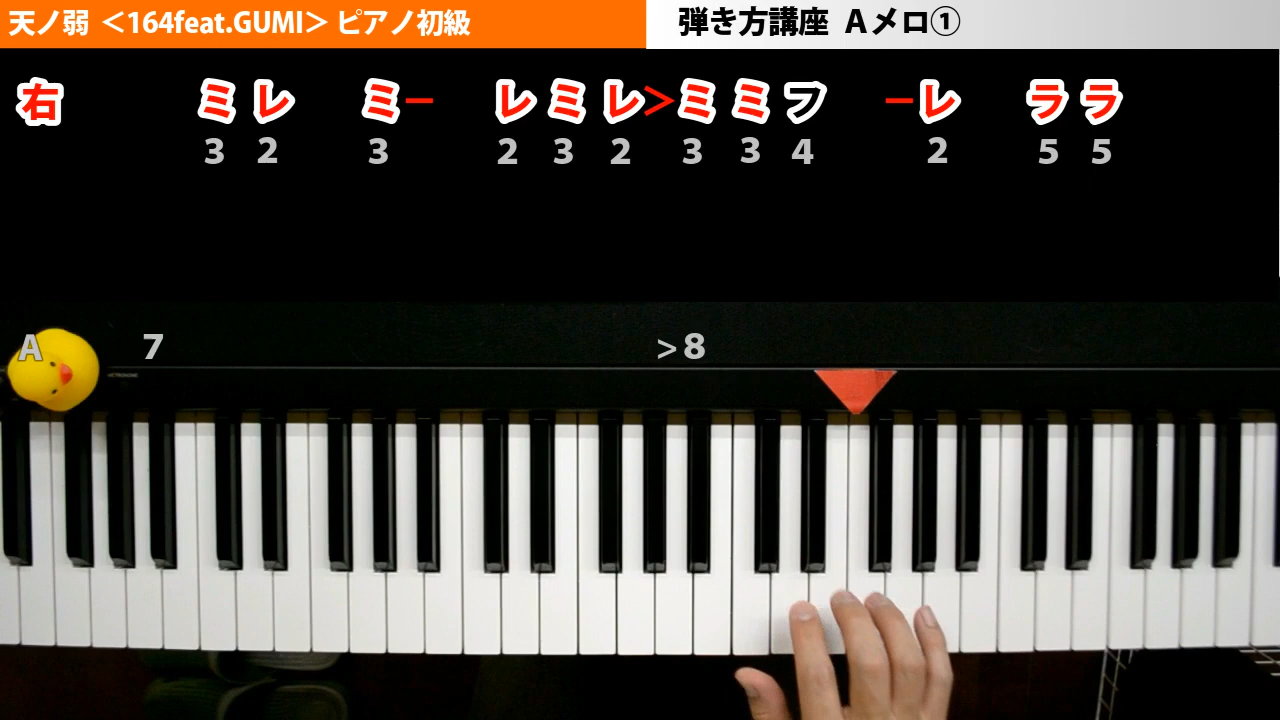 天ノ弱 ＜164feat.GUMI＞ピアノ初級
弾き方講座 Aメロ①
右 ミ レ ミー レ ミ レ>ミ ミ フ ーレ ラ ラ
3 2 3 2 3 2 3 3 4 2 5 5
A 7 >8